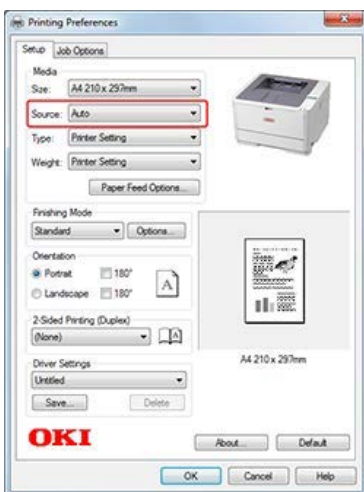 Printing Preferences
Setup Job Options
Media
Size: A4 210 x 297mm
Source: Auto
Type: Printer Setting
Weight: Printer Setting
Paper Feed Options...
Finishing Mode
Standard Options...
Orientation
Portrait 180°
Landscape 180°
A
2-Sided Printing (Duplex)
(None)
A
A4 210 x 297mm
Driver Settings
Untitled
Save... Delete
OKI
About... Default
OK Cancel Help